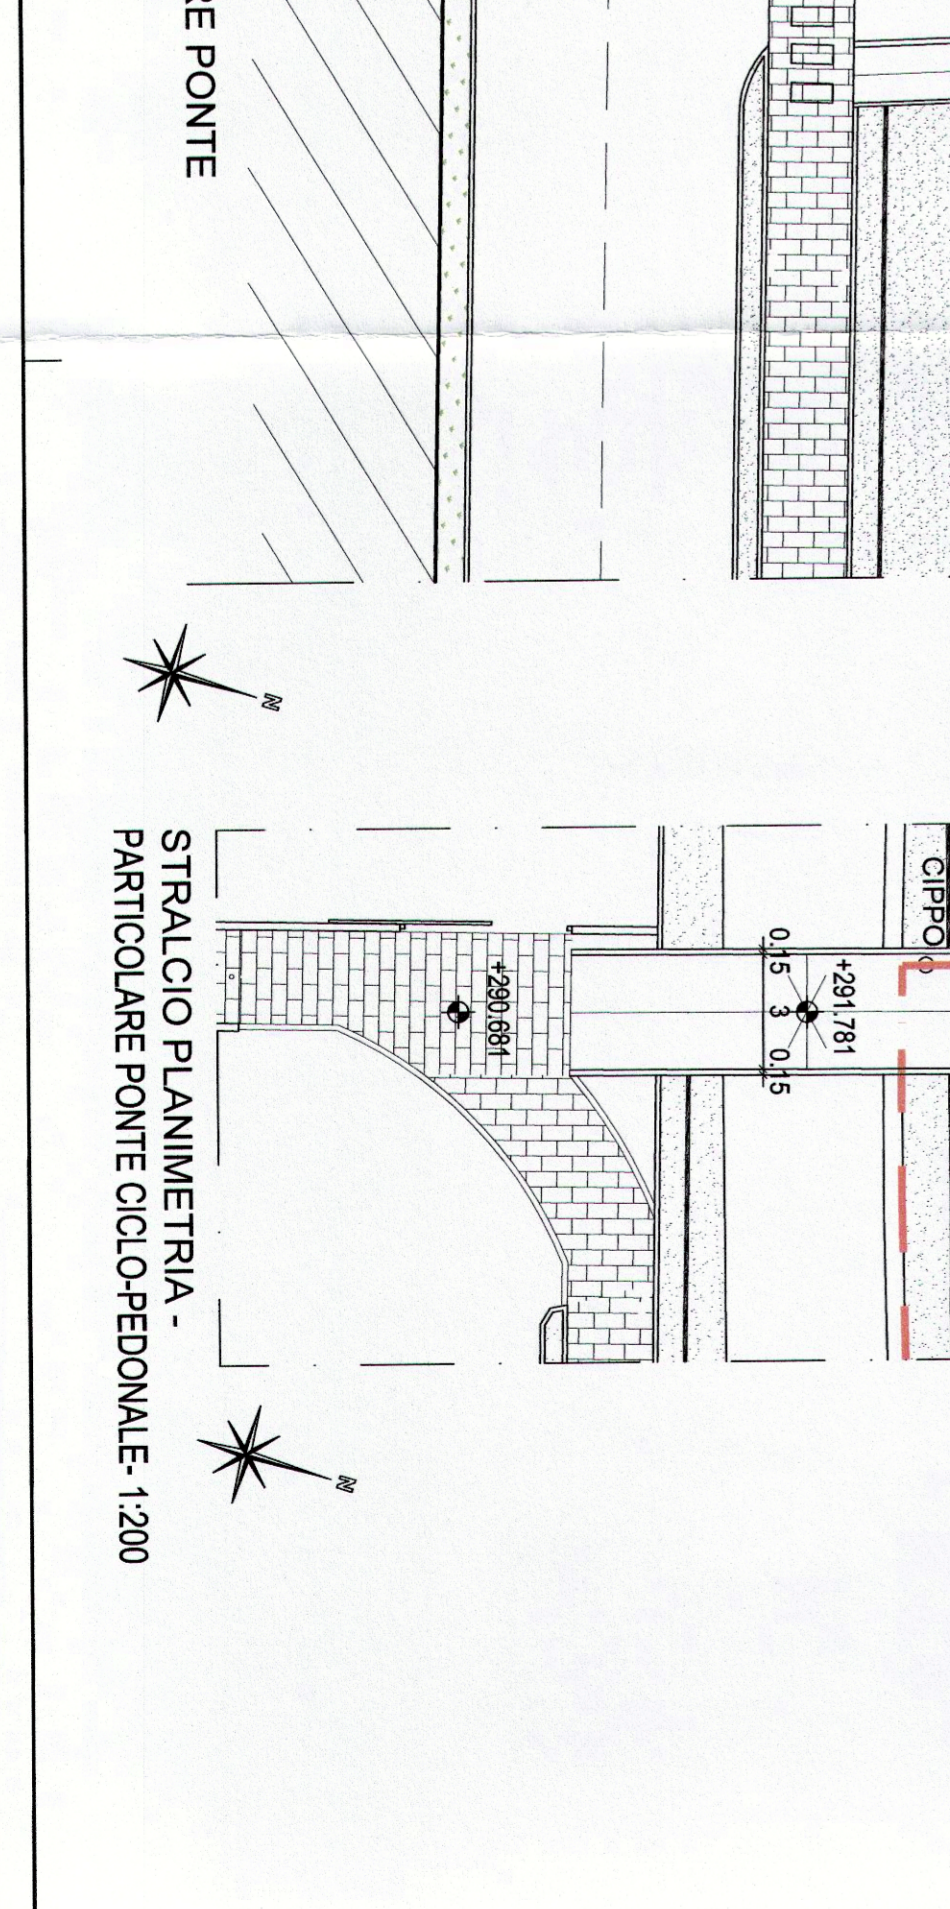 RE PONTE
N
CIPPO
+291.781
0.15 3 0.15
+290.681
STRALCIO PLANIMETRIA -
PARTICOLARE PONTE CICLO-PEDONALE- 1:200
N